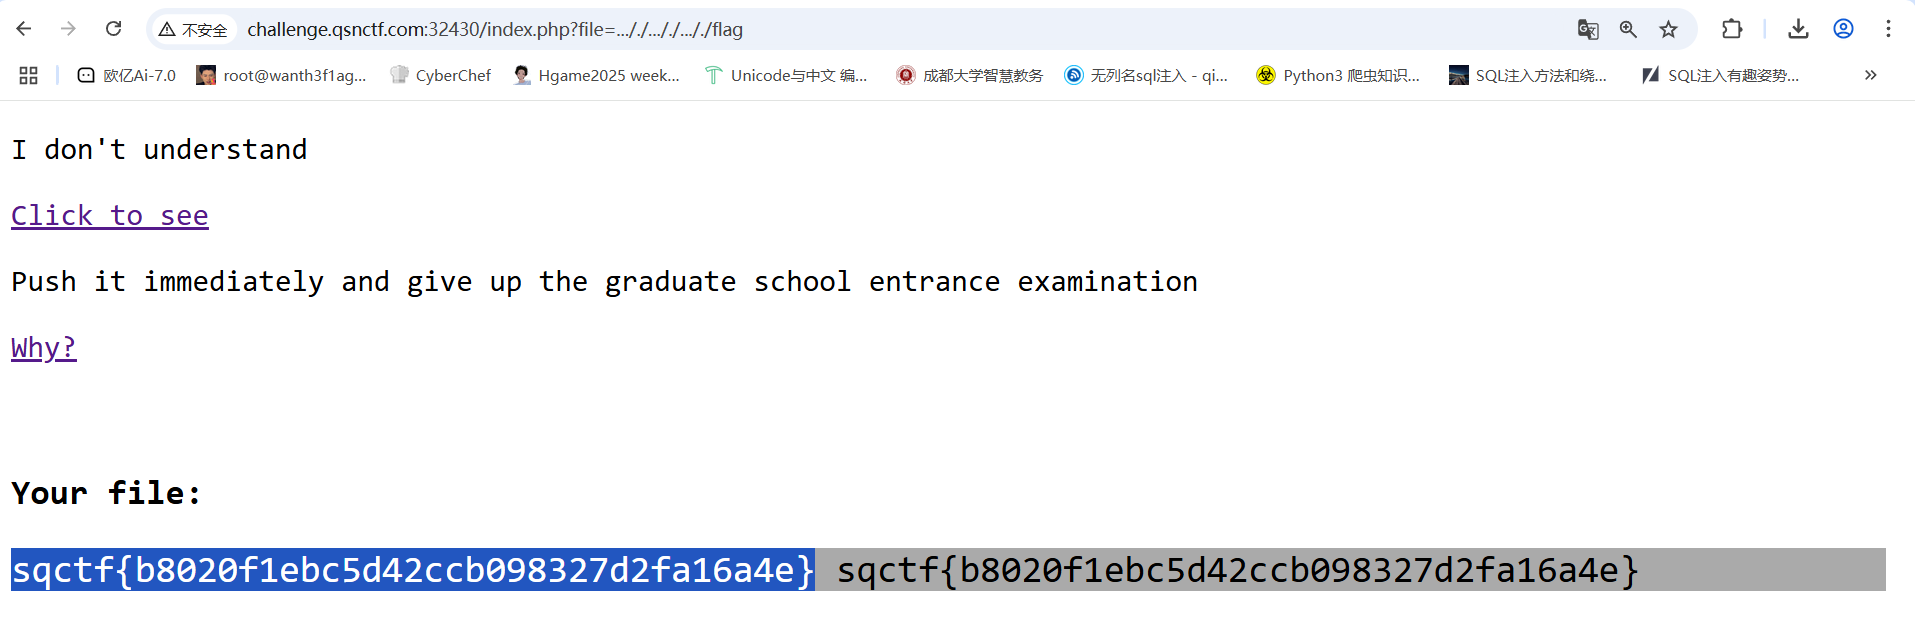 不安全 challenge.qsnctf.com:32430/index.php?file=..././..././..././flag
欧亿Ai-7.0 root@wanth3f1ag... CyberChef Hgame2025 week... Unicode与中文 编... 成都大学智慧教务 无列名sql注入 - qi... Python3 爬虫知识... SQL注入方法和绕... SQL注入有趣姿势... »
I don't understand
Click to see
Push it immediately and give up the graduate school entrance examination
Why?
Your file:
sqctf{b8020f1ebc5d42ccb098327d2fa16a4e} sqctf{b8020f1ebc5d42ccb098327d2fa16a4e}